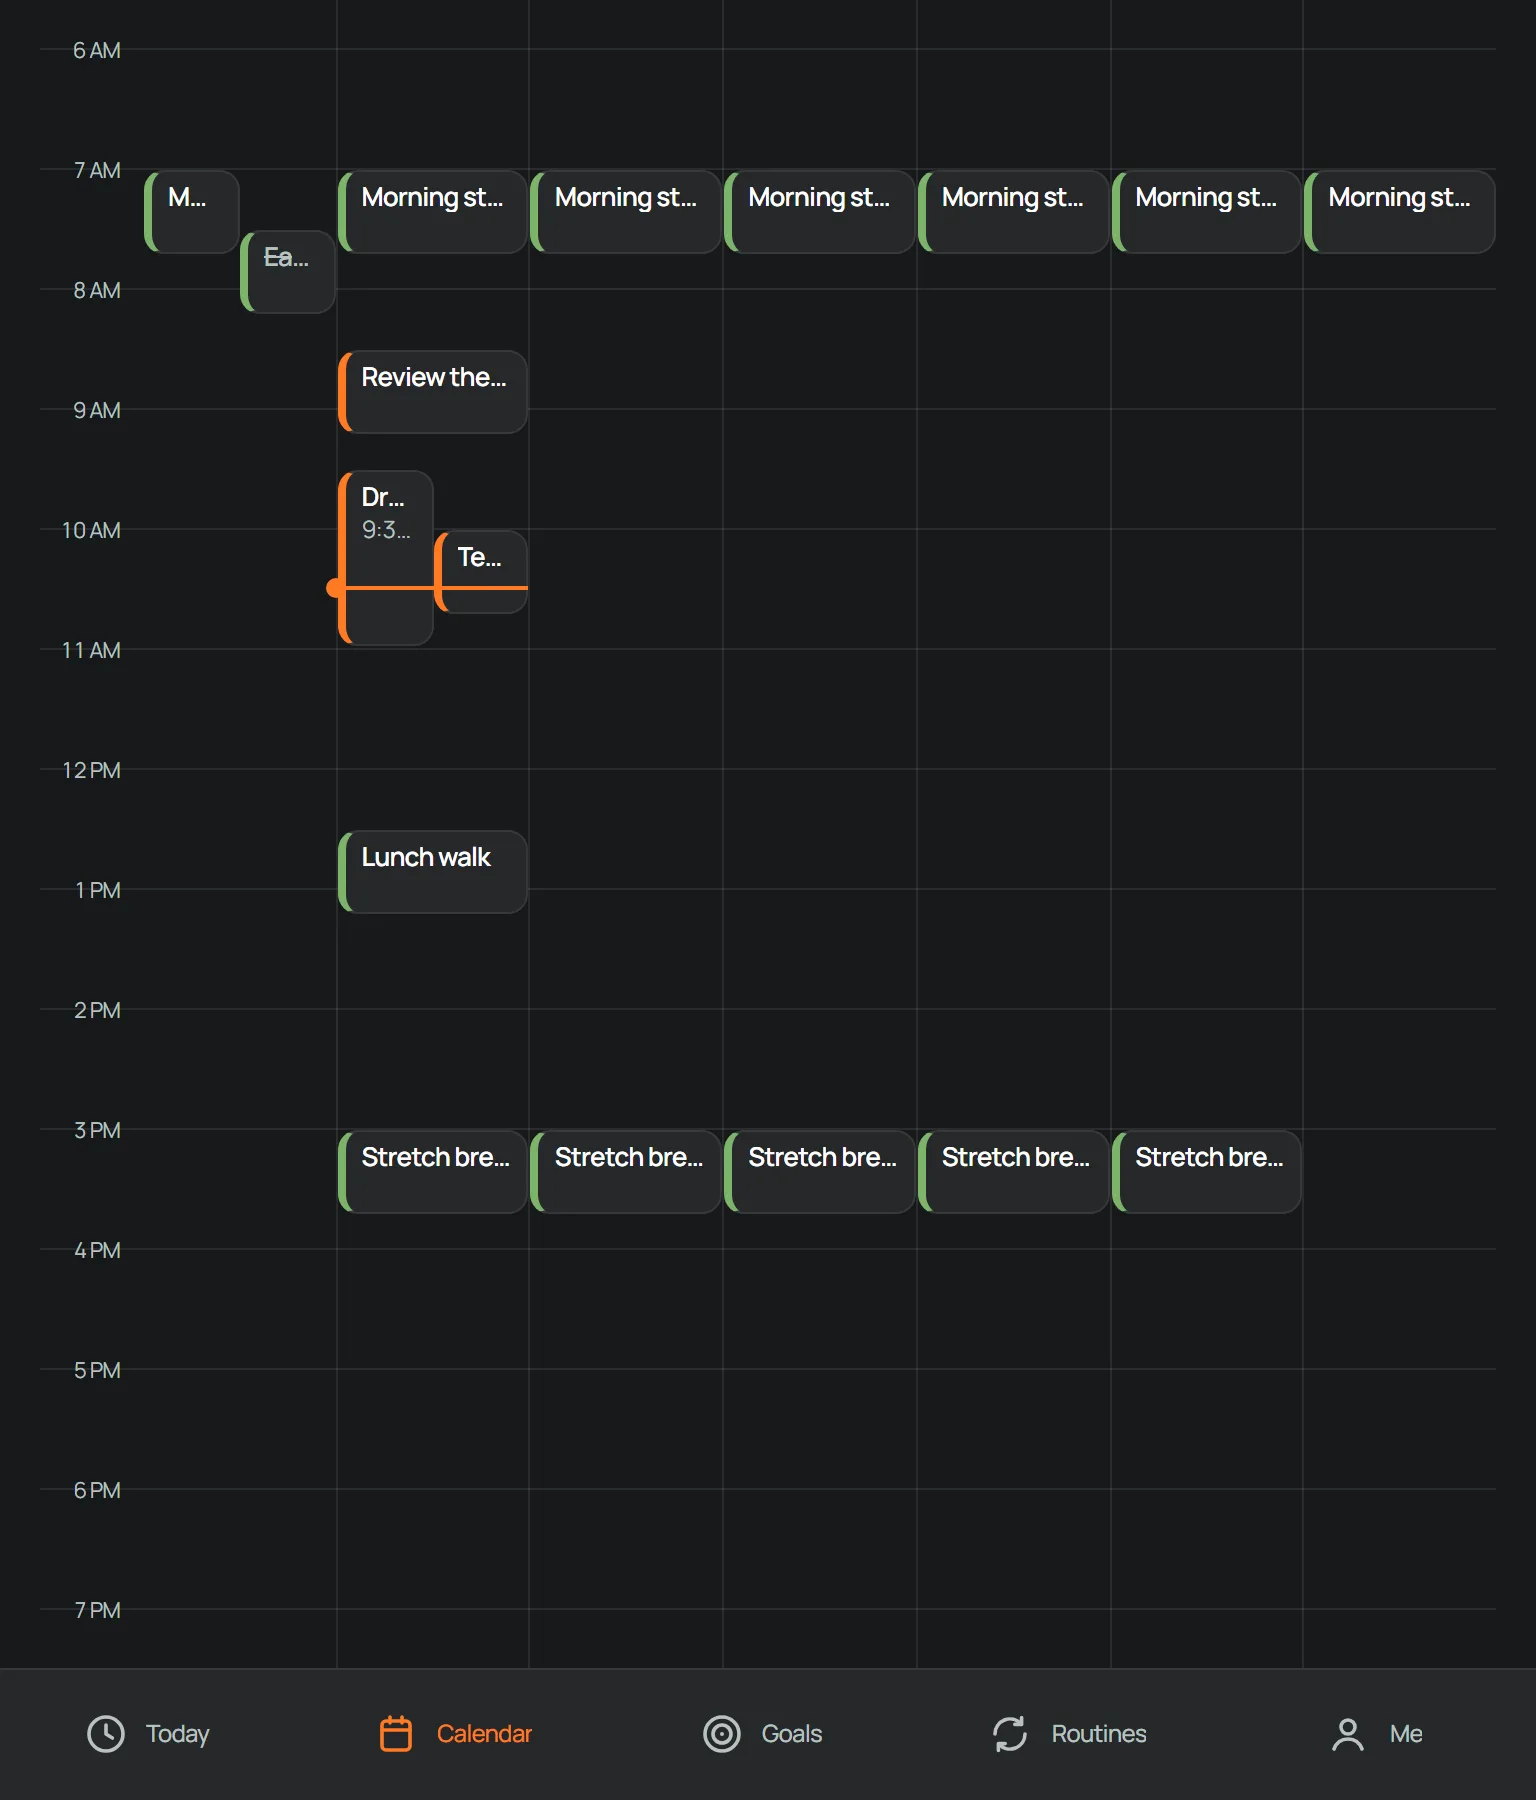 6 AM
7 AM
M...
Morning st...
Morning st...
Morning st...
Morning st...
Morning st...
Morning st...
Ea...
8 AM
Review the...
9 AM
Dr...
9:3...
10 AM
Te...
11 AM
12 PM
Lunch walk
1 PM
2 PM
3 PM
Stretch bre...
Stretch bre...
Stretch bre...
Stretch bre...
Stretch bre...
4 PM
5 PM
6 PM
7 PM
Today
Calendar
Goals
Routines
Me